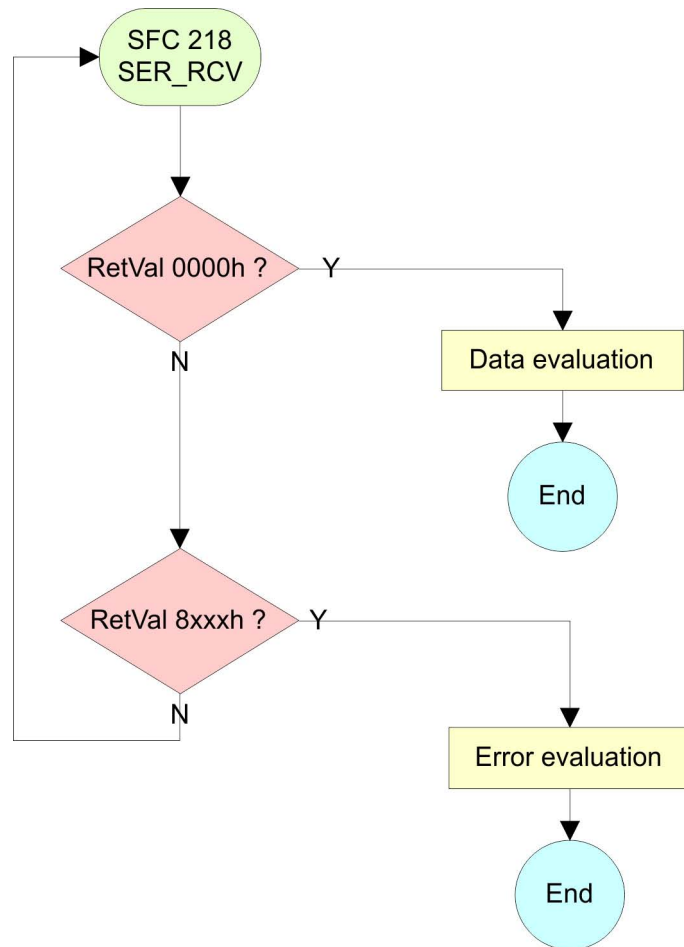 SFC 218
SER_RCV
RetVal 0000h ?
Y
N
Data evaluation
End
RetVal 8xxxh ?
Y
N
Error evaluation
End